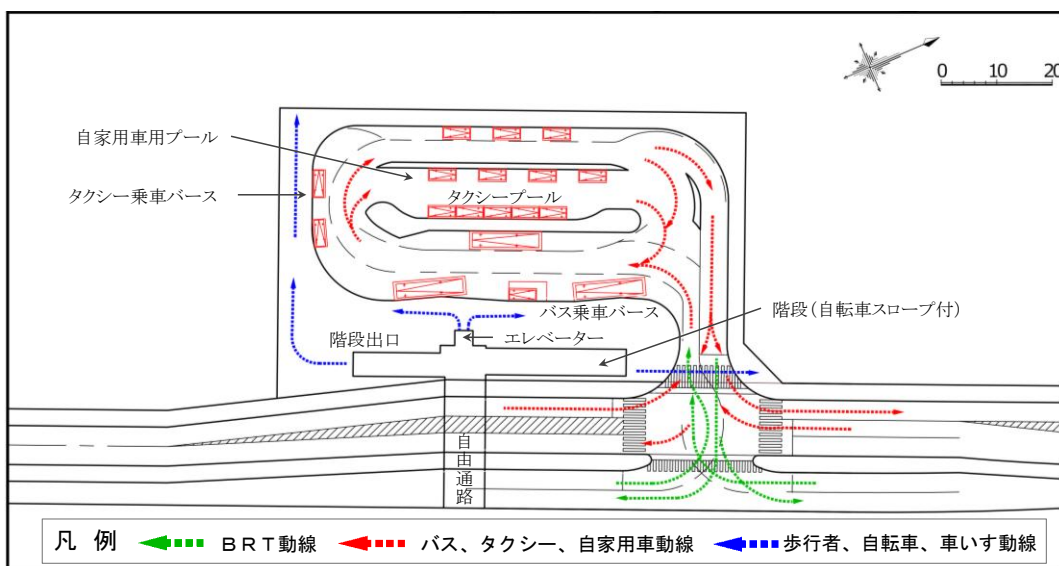 0 10 20
自家用車用プール
タクシー乗車バース
タクシープール
バス乗車バース
階段(自転車スロープ付)
階段出口
エレベーター
自由通路
凡 例
BRT動線
バス、タクシー、自家用車動線
歩行者、自転車、車いす動線